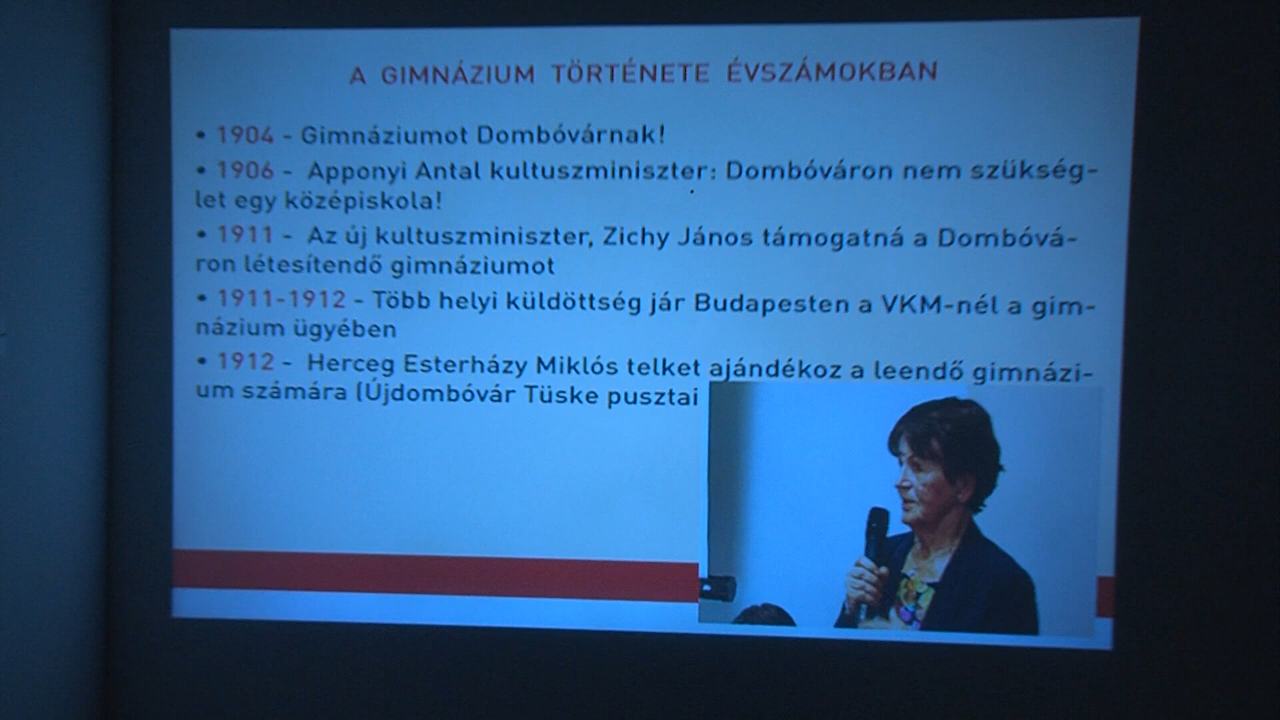 A GIMNÁZIUM TÖRTÉNETE ÉVSZÁMOKBAN
• 1904 - Gimnáziumot Dombóvárnak!
• 1906 - Apponyi Antal kultuszminiszter: Dombóváron nem szükség-
let egy középiskola!
• 1911 - Az új kultuszminiszter, Zichy János támogatná a Dombóvá-
ron létesítendő gimnáziumot
• 1911-1912 - Több helyi küldöttség jár Budapesten a VKM-nél a gim-
názium ügyében
• 1912 - Herceg Esterházy Miklós telket ajándékoz a leendő gimnázi-
um számára (Újdombóvár Tüske pusztai